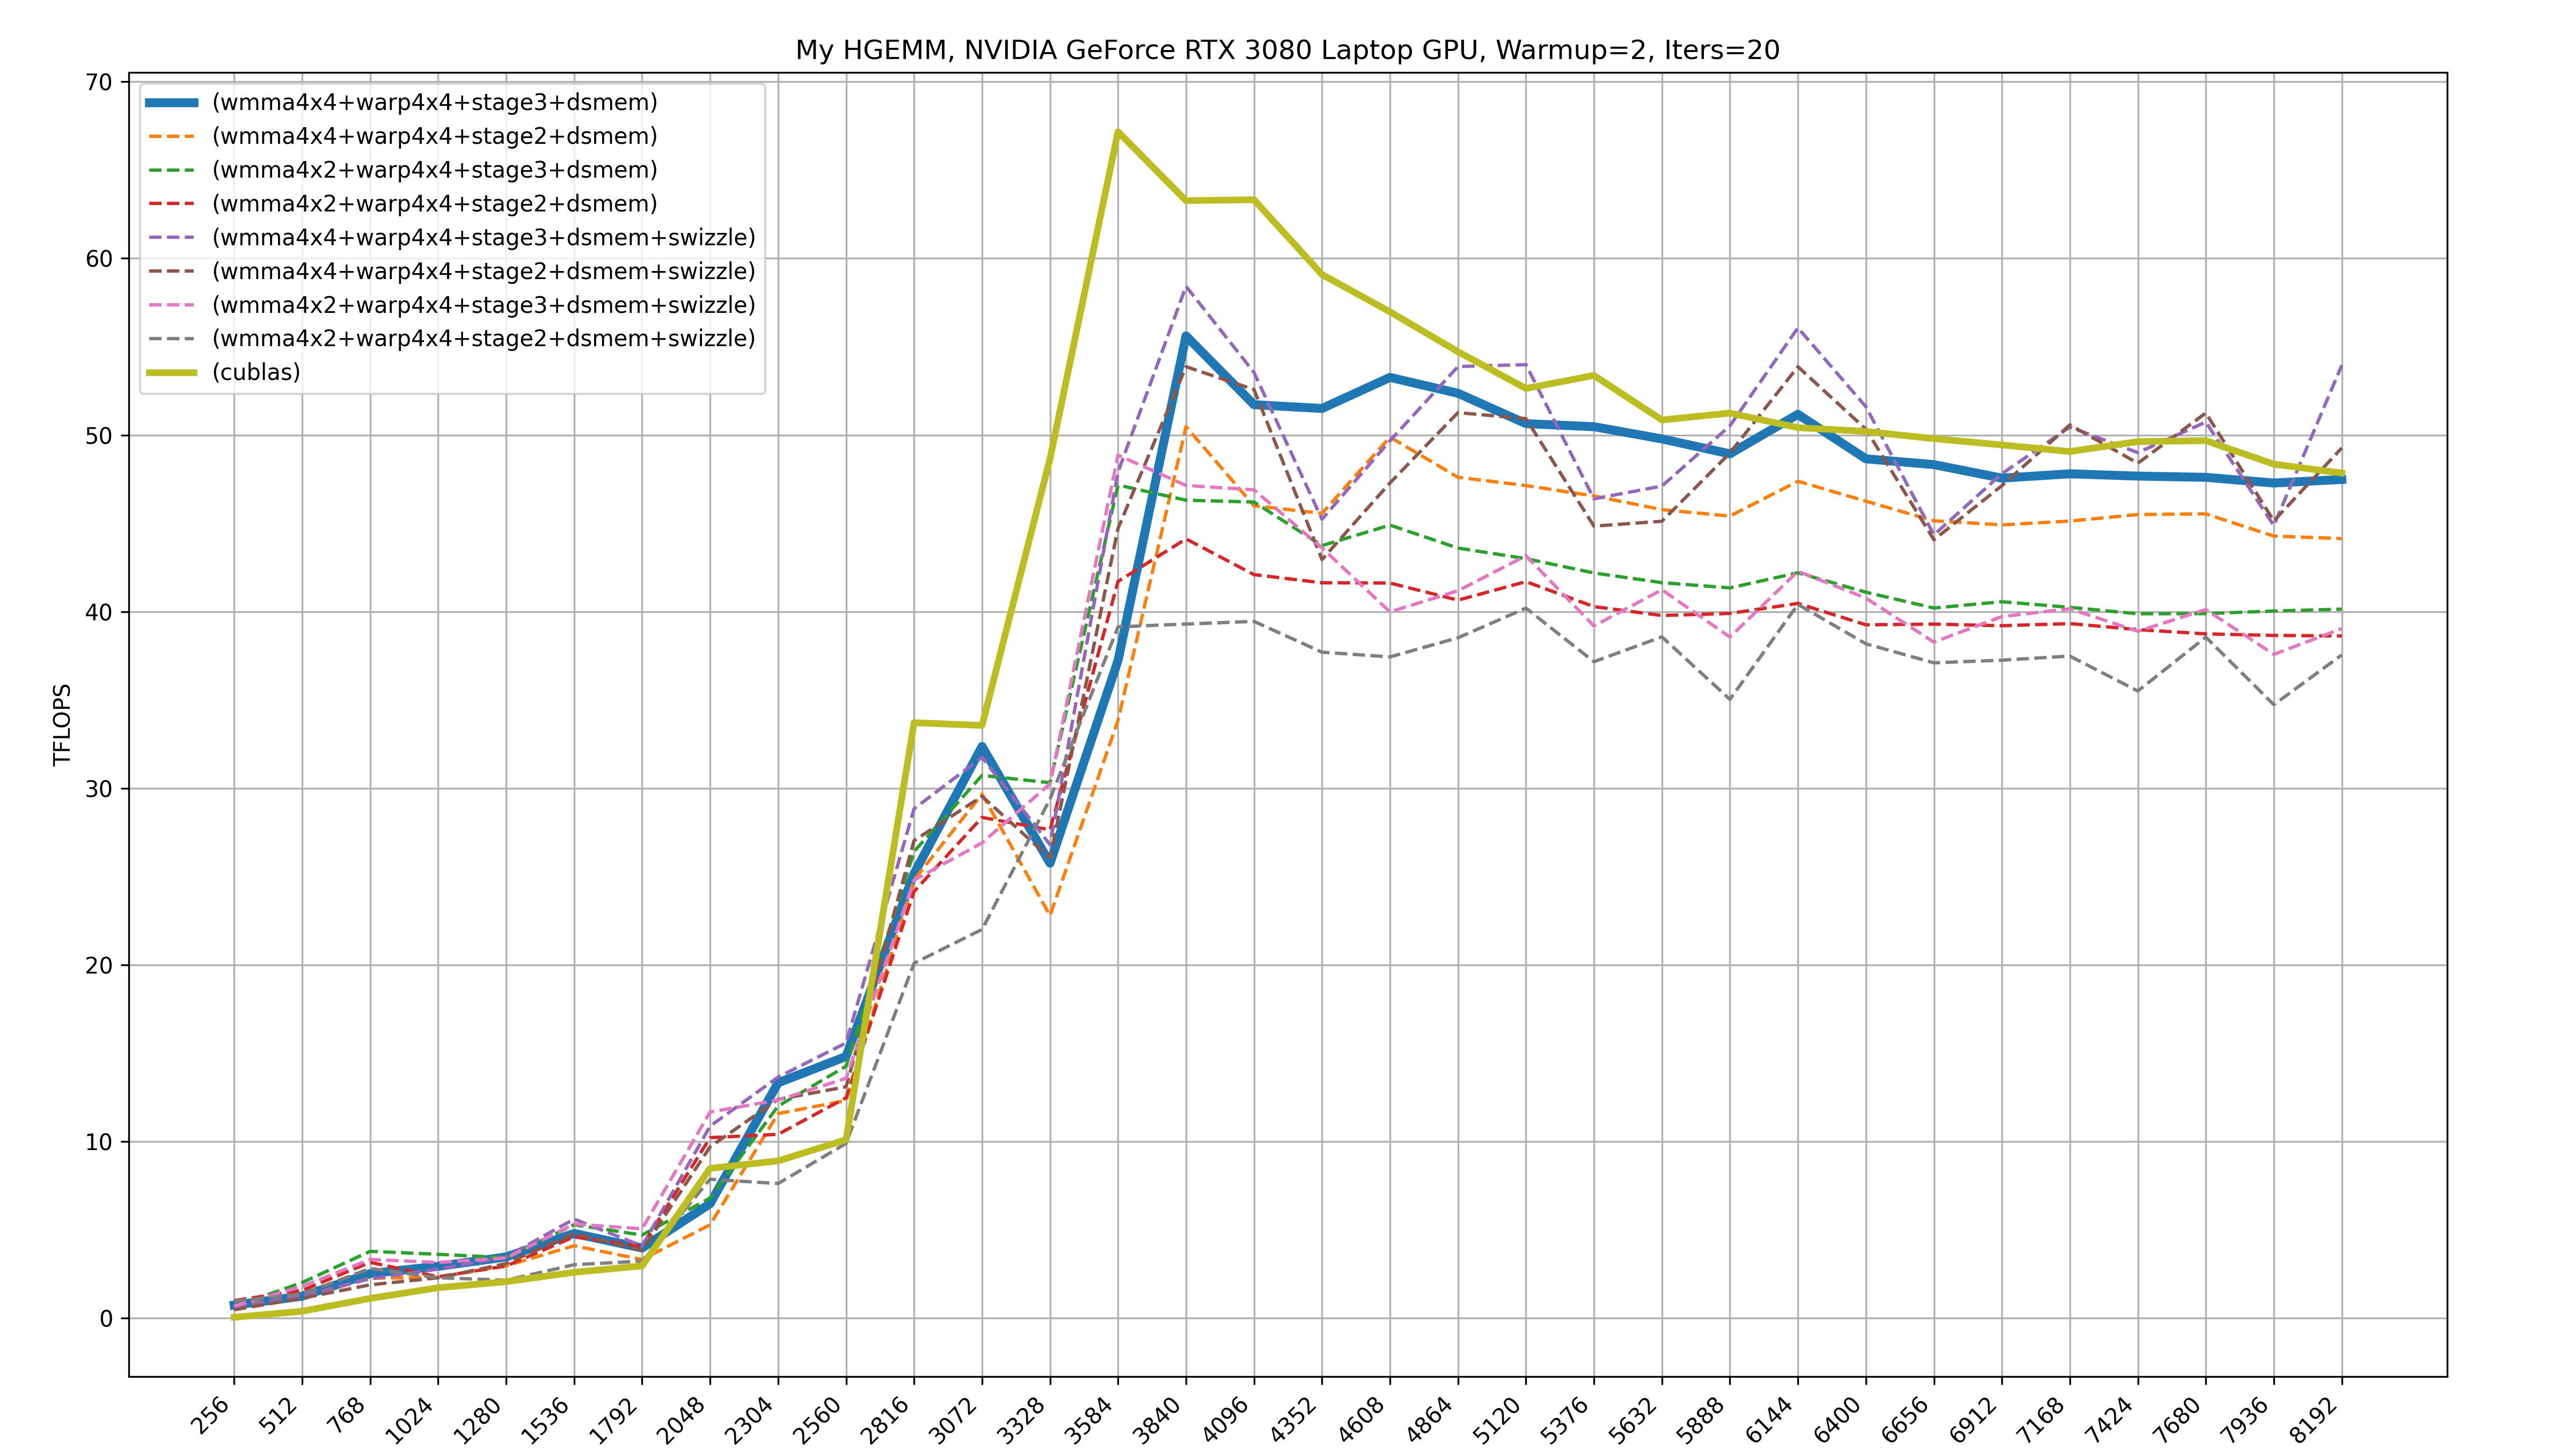 My HGEMM, NVIDIA GeForce RTX 3080 Laptop GPU, Warmup=2, Iters=20
70
60
50
40
30
20
10
0
TFLOPS
(wmma4x4+warp4x4+stage3+dsmem)
(wmma4x4+warp4x4+stage2+dsmem)
(wmma4x2+warp4x4+stage3+dsmem)
(wmma4x2+warp4x4+stage2+dsmem)
(wmma4x4+warp4x4+stage3+dsmem+swizzle)
(wmma4x4+warp4x4+stage2+dsmem+swizzle)
(wmma4x2+warp4x4+stage3+dsmem+swizzle)
(wmma4x2+warp4x4+stage2+dsmem+swizzle)
(cublas)
256 512 768 1024 1280 1536 1792 2048 2304 2560 2816 3072 3328 3584 3840 4096 4352 4608 4864 5120 5376 5632 5888 6144 6400 6656 6912 7168 7424 7680 7936 8192